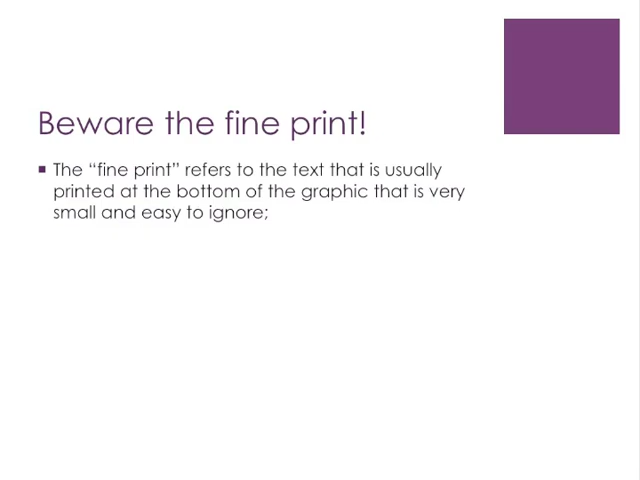 Beware the fine print!
The “fine print” refers to the text that is usually
printed at the bottom of the graphic that is very
small and easy to ignore;